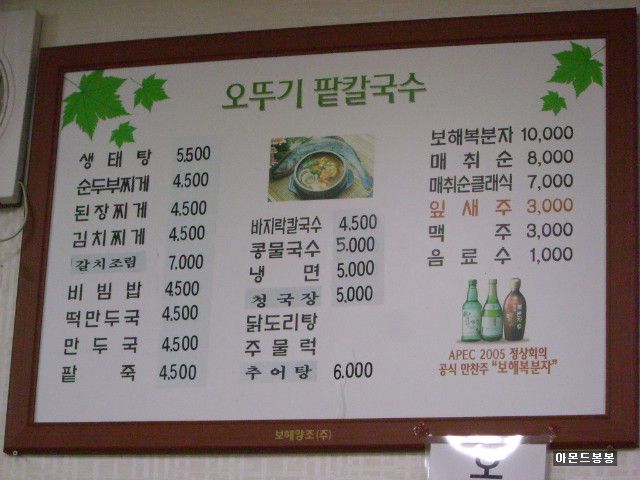 오뚜기 팥칼국수
생태탕 5,500
순두부찌게 4.500
된장찌게 4.500
김치찌게 4.500
갈치조림 7.000
비빔밥 4500
떡만두국 4.500
만두국 4.500
팥죽 4.500
바지락칼국수 4.500
콩물국수 5.000
냉면 5.000
청국장 5.000
닭도리탕
주물럭
추어탕 6.000
보해복분자 10,000
매취순 8,000
매취순클래식 7,000
잎새주 3,000
맥주 3,000
음료수 1,000
APEC 2005 정상회의
공식 만찬주 "보해복분자"
보해양조(주)
오
아몬드봉봉